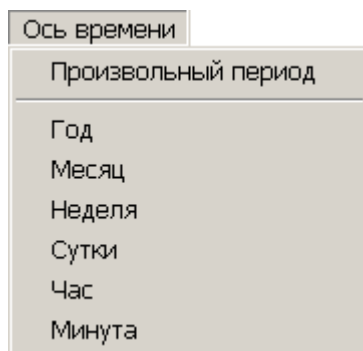 Ось времени
Произвольный период
Год
Месяц
Неделя
Сутки
Час
Минута